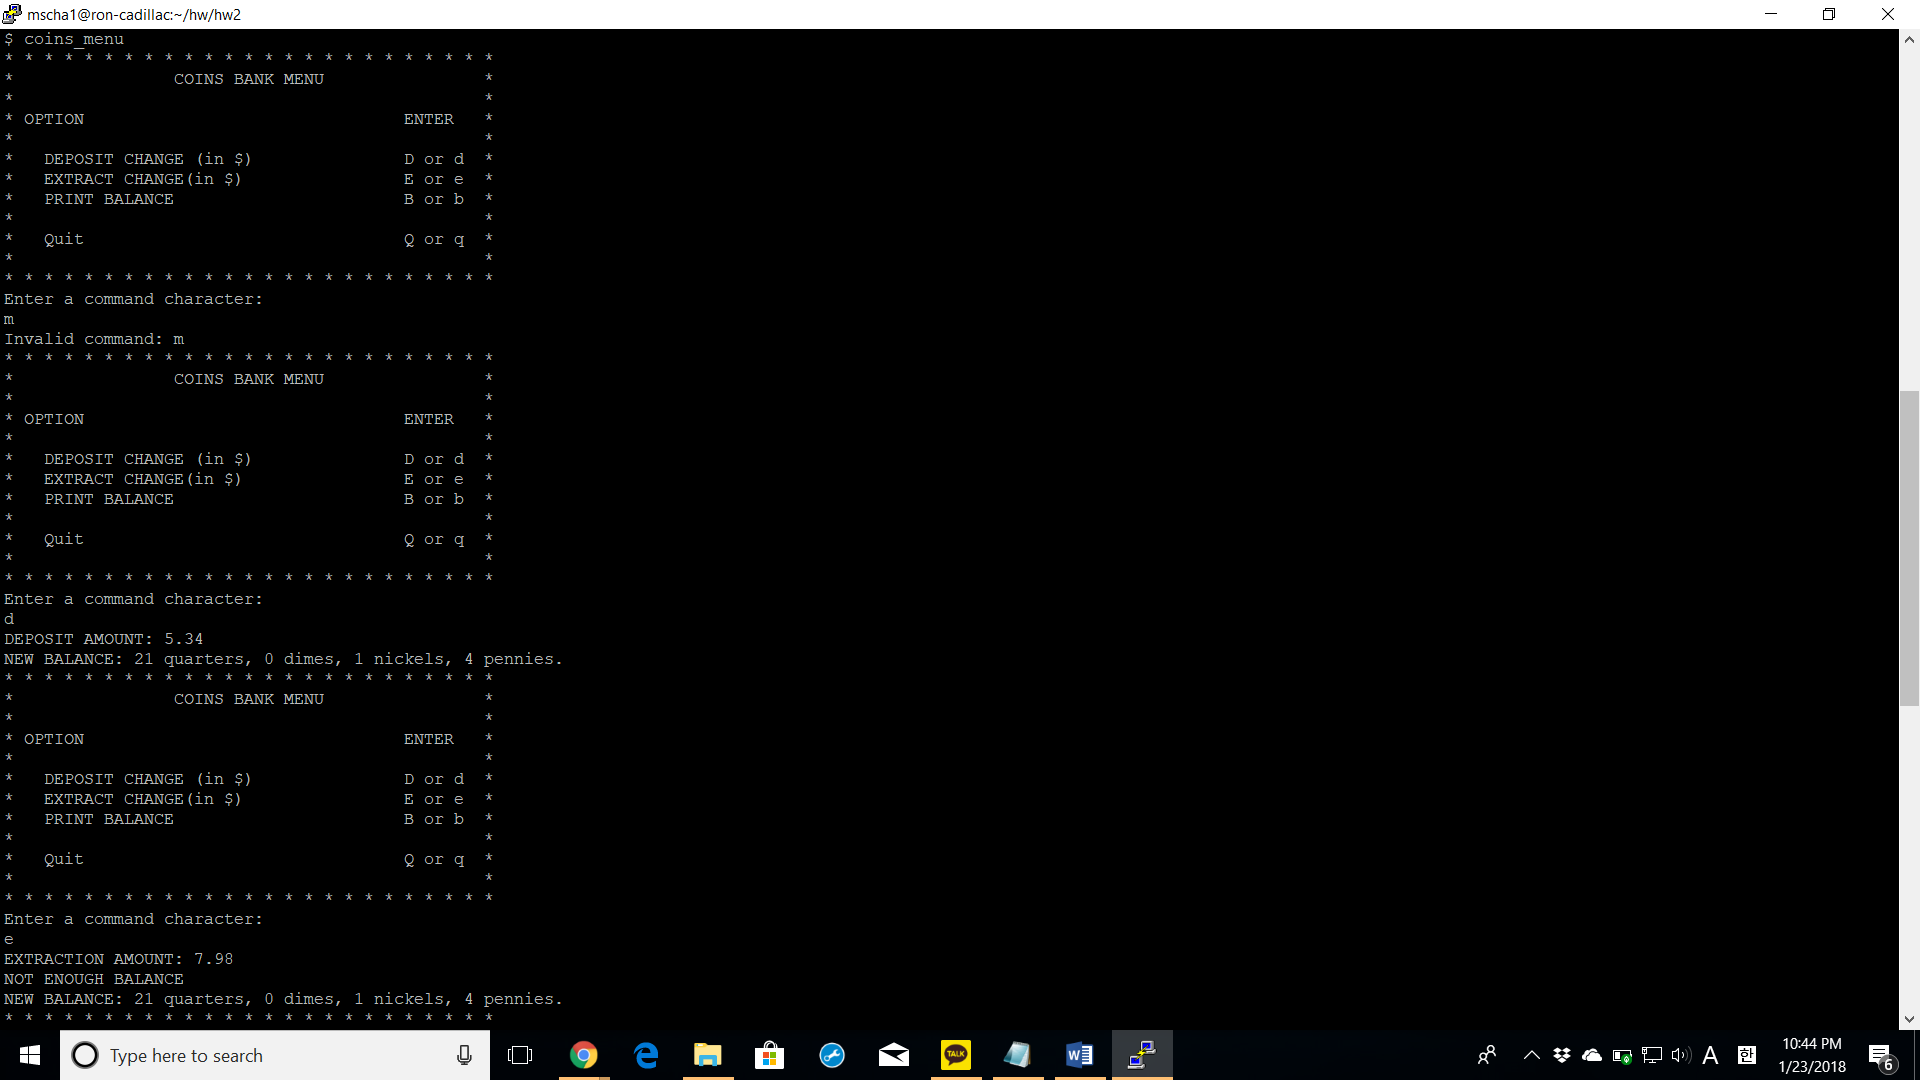 mscha1@ron-cadillac:~/hw/hw2
$ coins_menu
* * * * * * * * * * * * * * * * * * * * * * * * *
*                COINS BANK MENU                *
*                                               *
* OPTION                                ENTER   *
*                                               *
*   DEPOSIT CHANGE (in $)               D or d  *
*   EXTRACT CHANGE(in $)                E or e  *
*   PRINT BALANCE                       B or b  *
*                                               *
*   Quit                                Q or q  *
*                                               *
* * * * * * * * * * * * * * * * * * * * * * * * *
Enter a command character:
m
Invalid command: m
* * * * * * * * * * * * * * * * * * * * * * * * *
*                COINS BANK MENU                *
*                                               *
* OPTION                                ENTER   *
*                                               *
*   DEPOSIT CHANGE (in $)               D or d  *
*   EXTRACT CHANGE(in $)                E or e  *
*   PRINT BALANCE                       B or b  *
*                                               *
*   Quit                                Q or q  *
*                                               *
* * * * * * * * * * * * * * * * * * * * * * * * *
Enter a command character:
d
DEPOSIT AMOUNT: 5.34
NEW BALANCE: 21 quarters, 0 dimes, 1 nickels, 4 pennies.
* * * * * * * * * * * * * * * * * * * * * * * * *
*                COINS BANK MENU                *
*                                               *
* OPTION                                ENTER   *
*                                               *
*   DEPOSIT CHANGE (in $)               D or d  *
*   EXTRACT CHANGE(in $)                E or e  *
*   PRINT BALANCE                       B or b  *
*                                               *
*   Quit                                Q or q  *
*                                               *
* * * * * * * * * * * * * * * * * * * * * * * * *
Enter a command character:
e
EXTRACTION AMOUNT: 7.98
NOT ENOUGH BALANCE
NEW BALANCE: 21 quarters, 0 dimes, 1 nickels, 4 pennies.
* * * * * * * * * * * * * * * * * * * * * * * * *
Type here to search
TALK
A 한
10:44 PM
1/23/2018
6